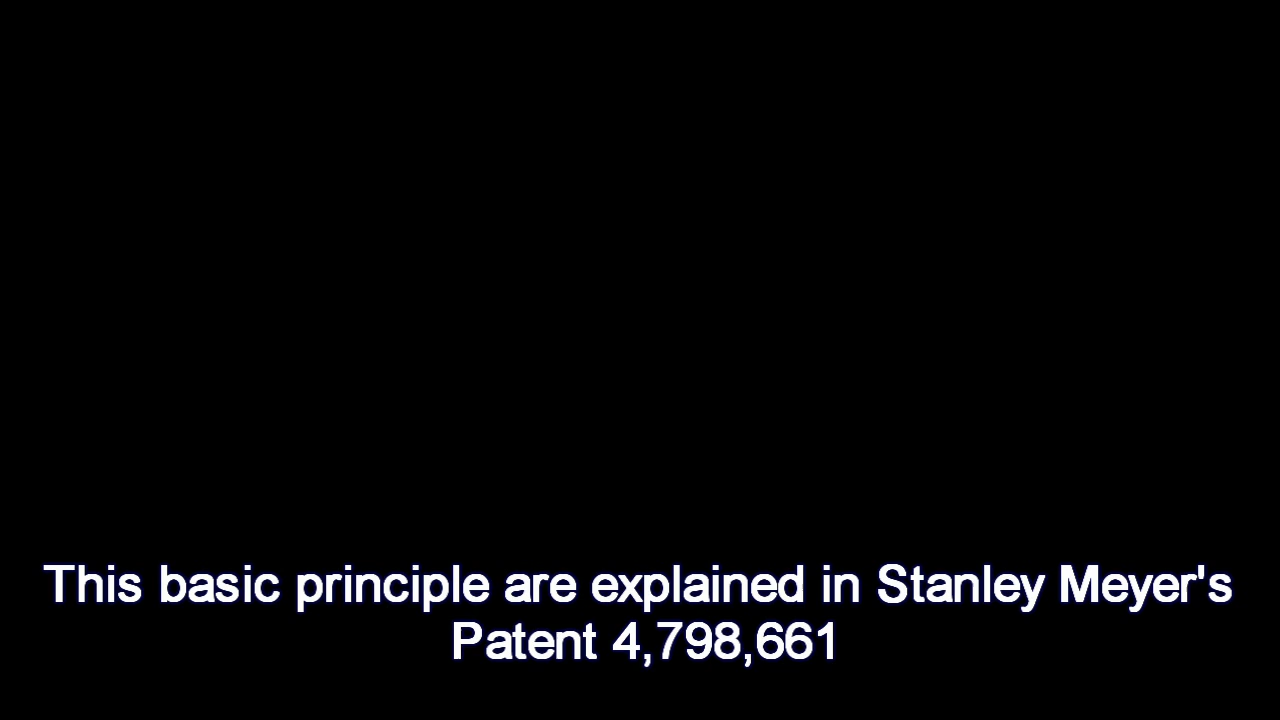 This basic principle are explained in Stanley Meyer's
Patent 4,798,661